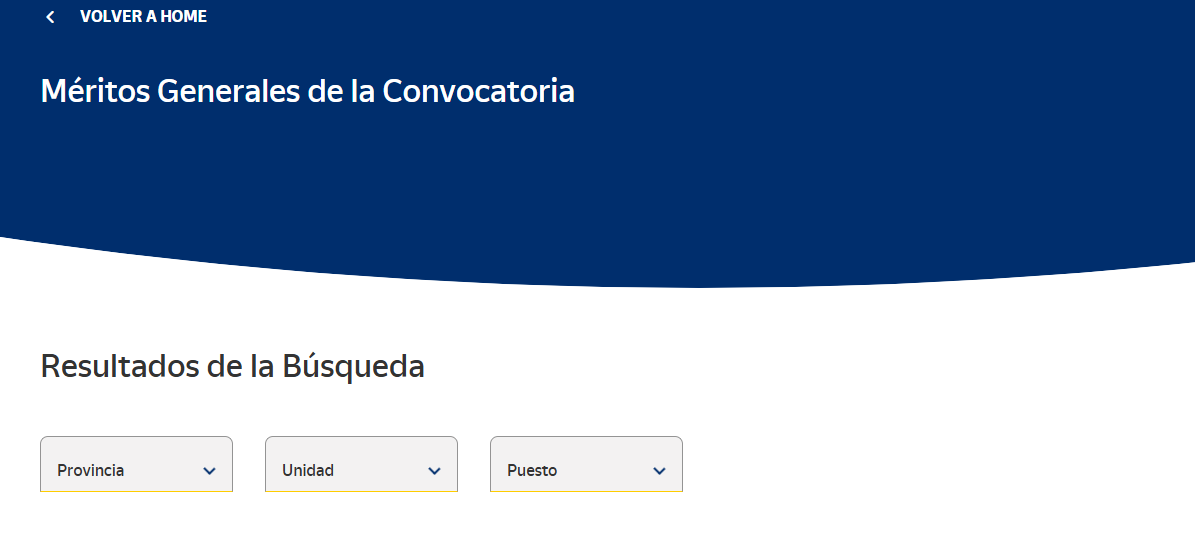 VOLVER A HOME
Méritos Generales de la Convocatoria
Resultados de la Búsqueda
Provincia
Unidad
Puesto